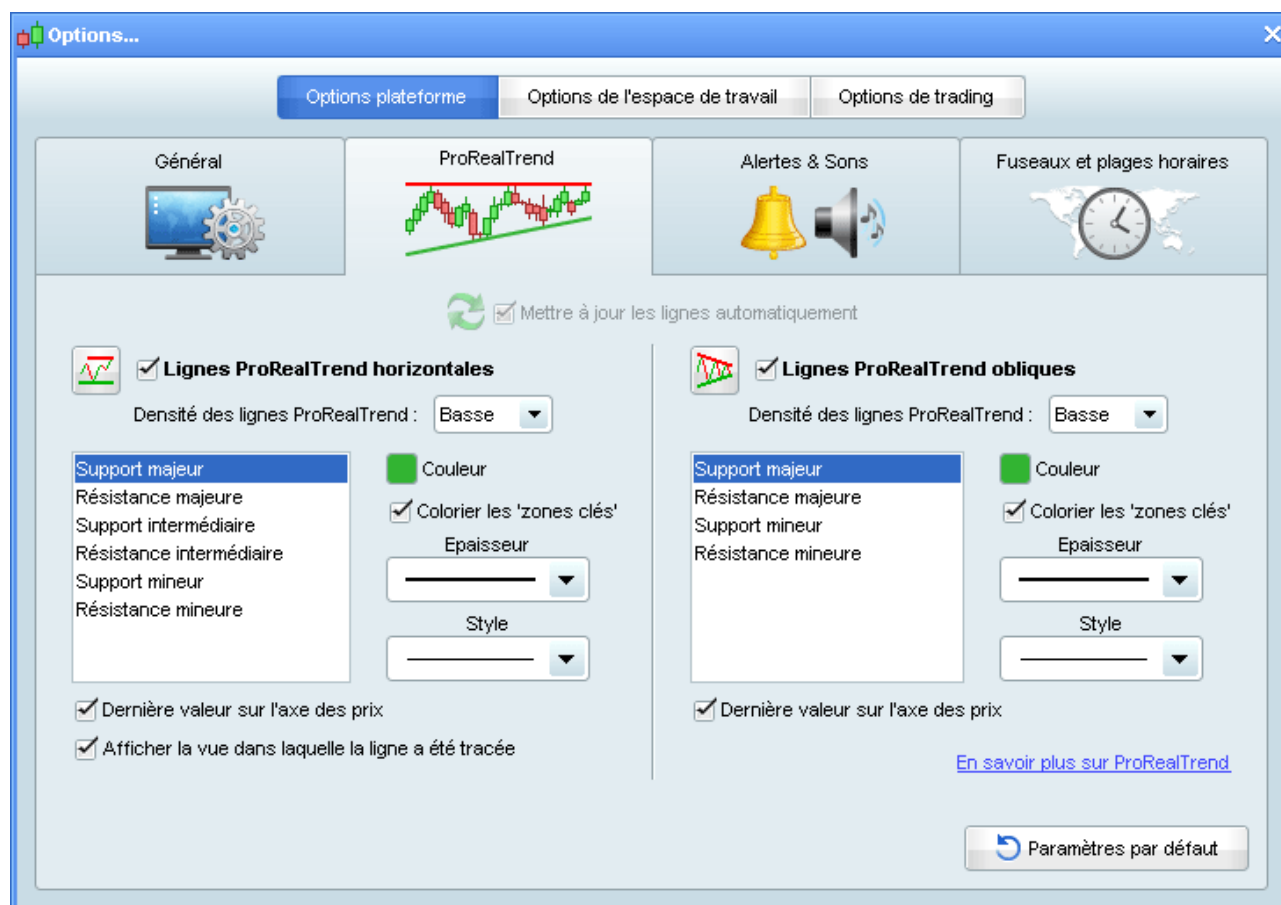 Options...
Options plateforme
Options de l'espace de travail
Options de trading
Général
ProRealTrend
Alertes & Sons
Fuseaux et plages horaires
Mettre à jour les lignes automatiquement
Lignes ProRealTrend horizontales
Densité des lignes ProRealTrend :
Basse
Support majeur
Résistance majeure
Support intermédiaire
Résistance intermédiaire
Support mineur
Résistance mineure
Couleur
Colorier les 'zones clés'
Epaisseur
Style
Dernière valeur sur l'axe des prix
Afficher la vue dans laquelle la ligne a été tracée
Lignes ProRealTrend obliques
Densité des lignes ProRealTrend :
Basse
Support majeur
Résistance majeure
Support mineur
Résistance mineure
Couleur
Colorier les 'zones clés'
Epaisseur
Style
Dernière valeur sur l'axe des prix
En savoir plus sur ProRealTrend
Paramètres par défaut